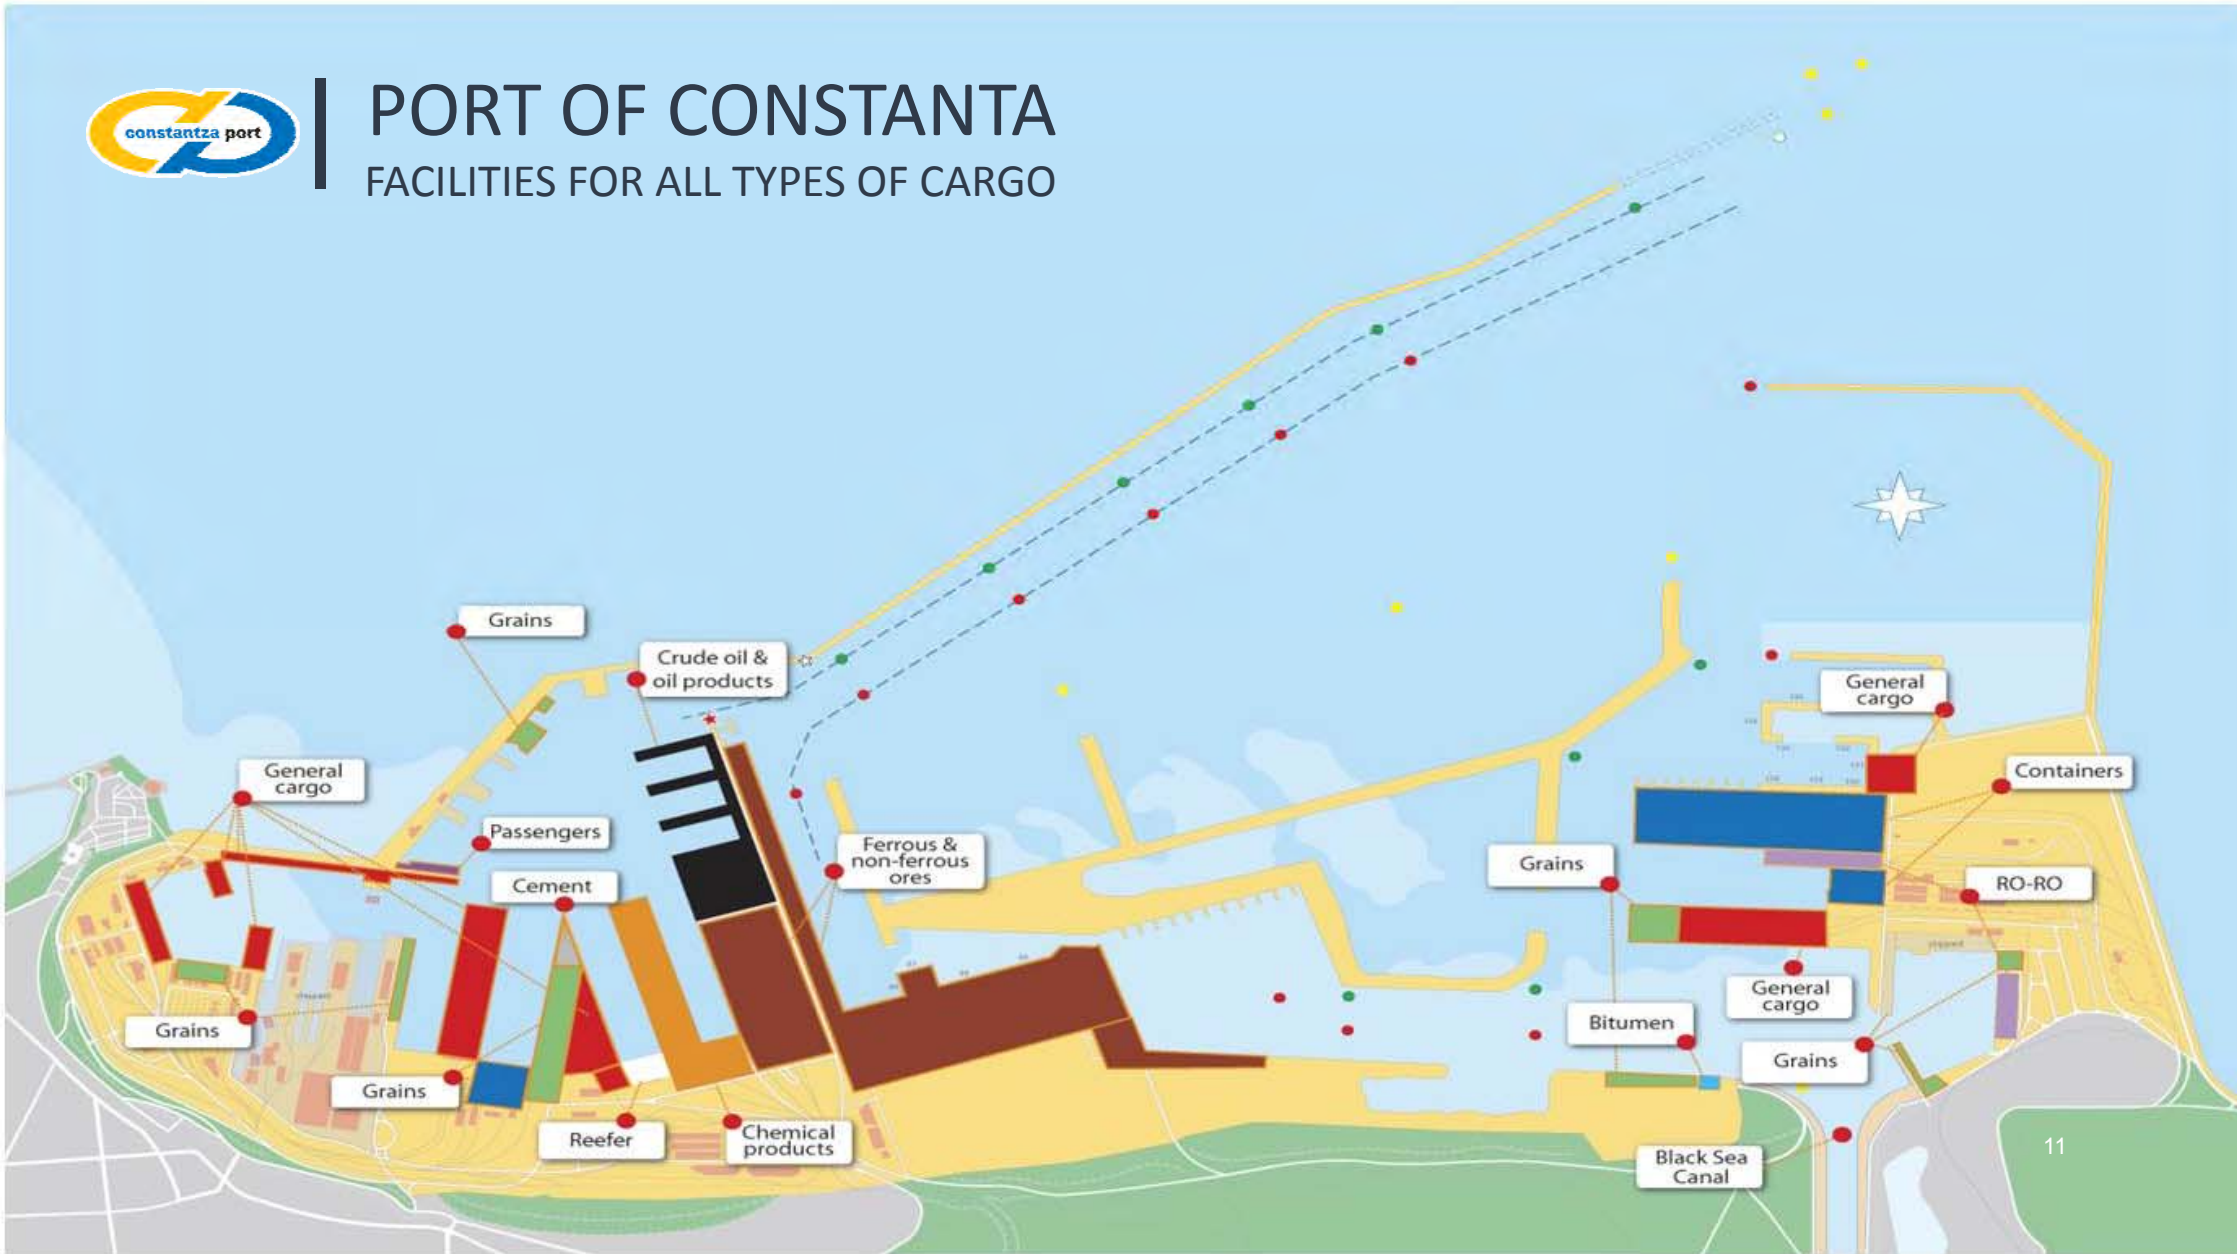 constantza port
PORT OF CONSTANTA
FACILITIES FOR ALL TYPES OF CARGO
Grains
Crude oil &
oil products
General
cargo
General
cargo
Containers
Passengers
Ferrous &
non-ferrous
ores
Cement
Grains
RO-RO
General
cargo
Grains
Bitumen
Grains
Grains
Reefer
Chemical
products
Black Sea
Canal
11